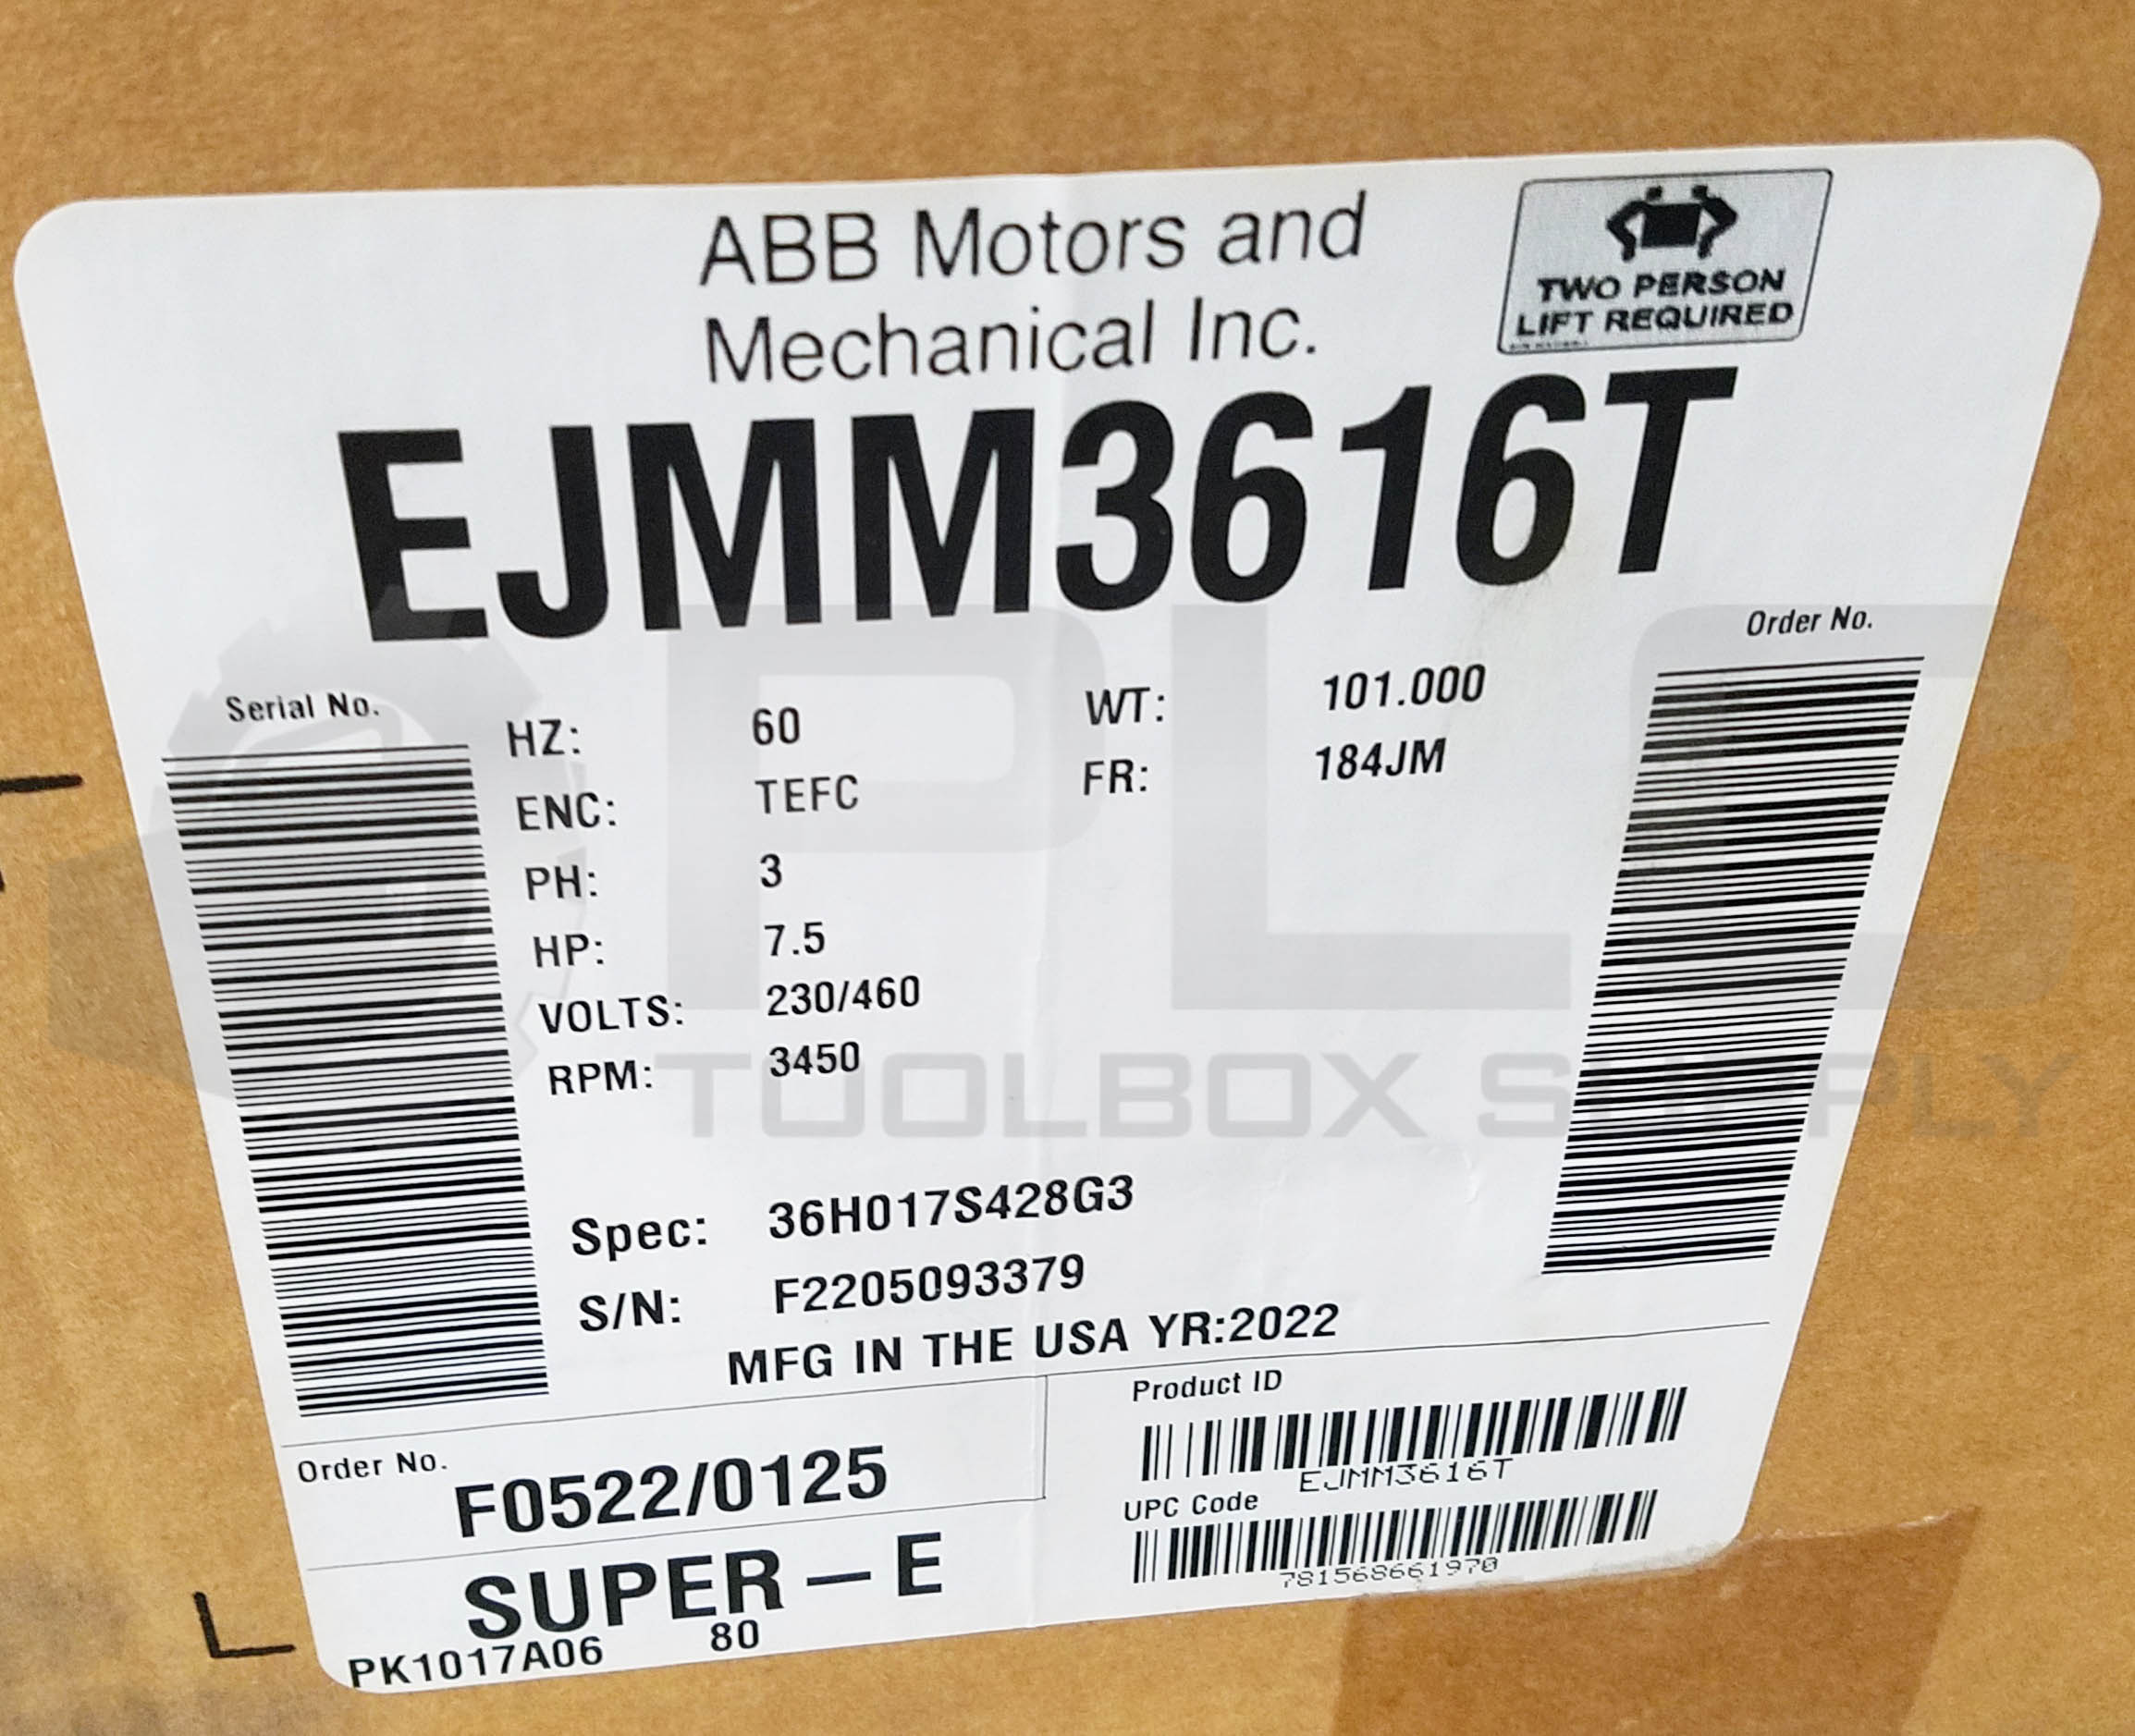 ABB Motors and
Mechanical Inc.
TWO PERSON
LIFT REQUIRED
EJMM3616T
Serial No.
Order No.
HZ: 60 WT: 101.000
ENC: TEFC FR: 184JM
PH: 3
HP: 7.5
VOLTS: 230/460
RPM: 3450
Spec: 36H017S428G3
S/N: F2205093379
MFG IN THE USA YR:2022
Order No.
F0522/0125
Product ID
EJMM3616T
UPC Code
781568661970
SUPER-E
PK1017A06 80
PLC
TOOLBOX SUPPLY